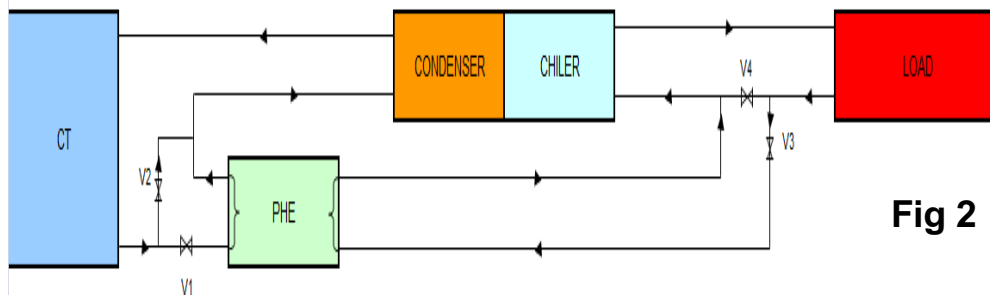 CONDENSER
CHILER
LOAD
V4
CT
V3
V2
PHE
Fig 2
V1